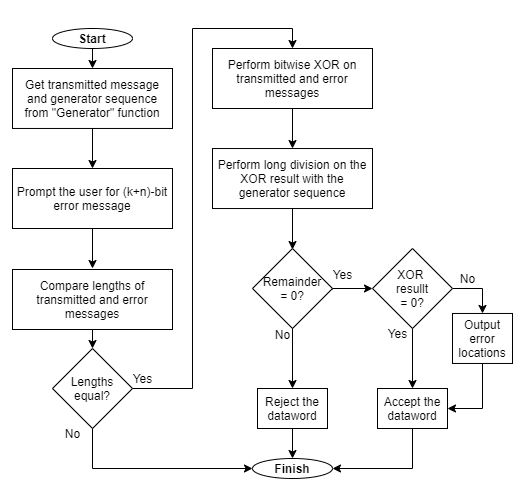 Start
Get transmitted message
and generator sequence
from "Generator" function
Prompt the user for (k+n)-bit
error message
Compare lengths of
transmitted and error
messages
Lengths
equal?
Yes
No
Perform bitwise XOR on
transmitted and error
messages
Perform long division on the
XOR result with the
generator sequence
Remainder
= 0?
Yes
No
XOR
resullt
= 0?
No
Yes
Output
error
locations
Reject the
dataword
Accept the
dataword
Finish